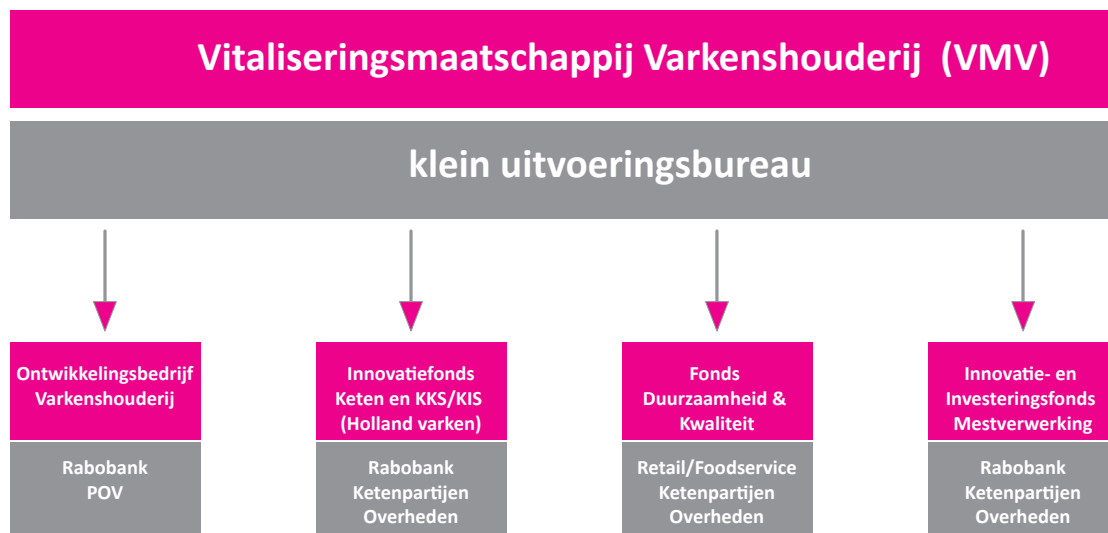 Vitaliseringsmaatschappij Varkenshouderij (VMV)
klein uitvoeringsbureau
Ontwikkelingsbedrijf
Varkenshouderij
Rabobank
POV
Innovatiefonds
Keten en KKS/KIS
(Holland varken)
Rabobank
Ketenpartijen
Overheden
Fonds
Duurzaamheid &
Kwaliteit
Retail/Foodservice
Ketenpartijen
Overheden
Innovatie- en
Investeringsfonds
Mestverwerking
Rabobank
Ketenpartijen
Overheden